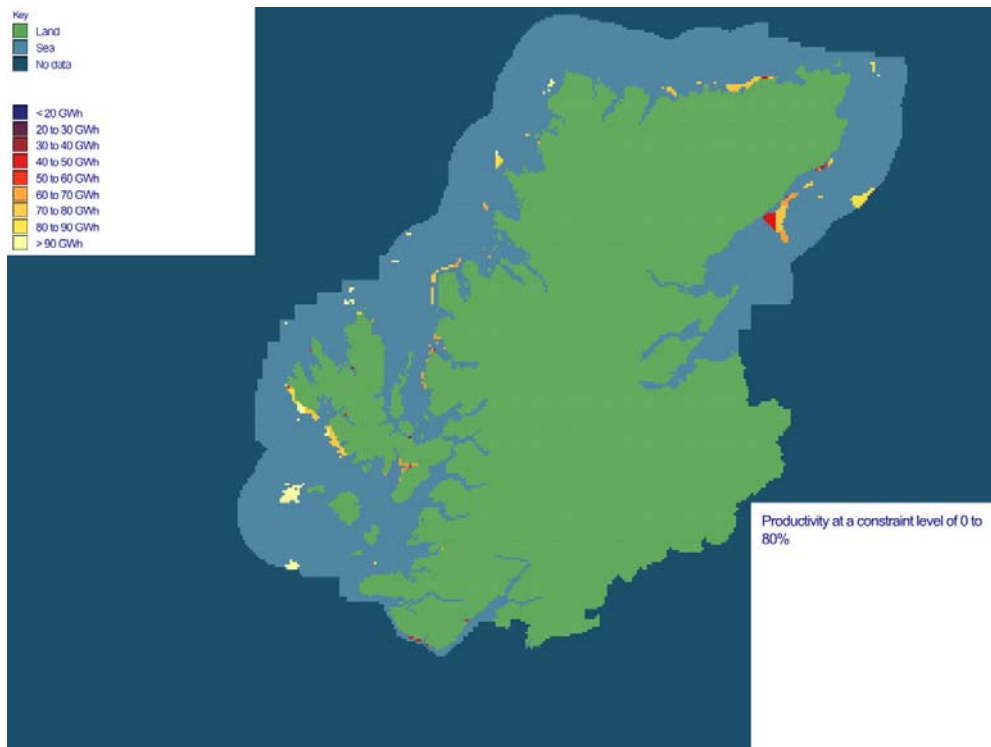 Key
Land
Sea
No data
< 20 GWh
20 to 30 GWh
30 to 40 GWh
40 to 50 GWh
50 to 60 GWh
60 to 70 GWh
70 to 80 GWh
80 to 90 GWh
> 90 GWh
Productivity at a constraint level of 0 to
80%